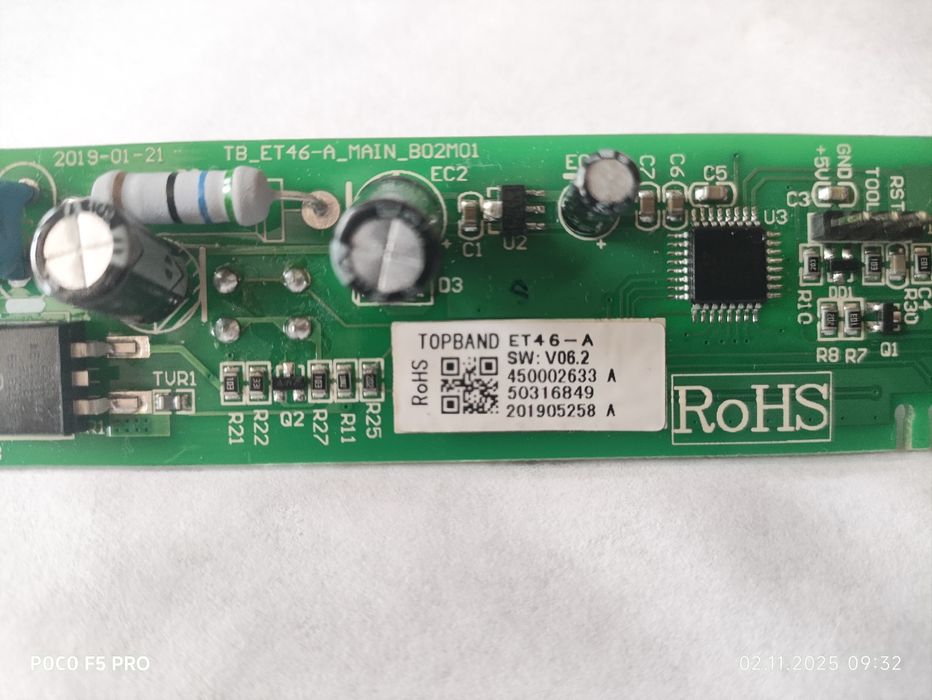 2019-01-21
TB_ET46-A_MAIN_B02M01
EC2
C7
C6
C5
C3
+5V
GND
TOOL
RST
U3
C1
U2
+
+
D3
R10
C4
R8
R7
Q1
TVR1
R21
R22
Q2
R27
R11
R25
TOPBAND ET46-A
RoHS
SW: V06.2
450002633 A
50316849
201905258 A
RoHS
POCO F5 PRO
02.11.2025 09:32